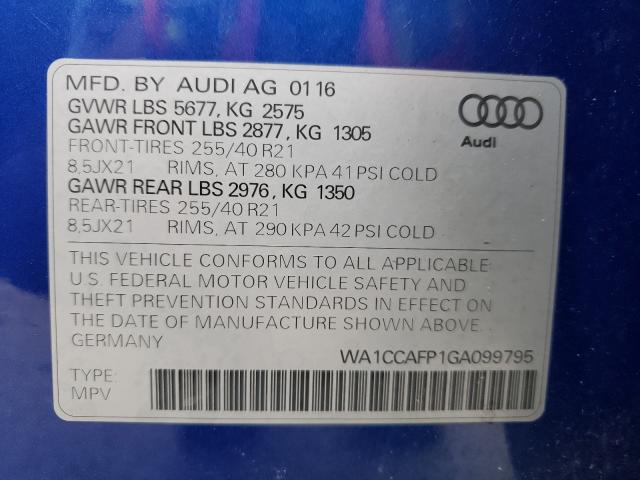 MFD. BY AUDI AG 01 16
GVWR LBS 5677, KG 2575
GAWR FRONT LBS 2877, KG 1305
FRONT-TIRES 255/40 R21
8,5JX21 RIMS, AT 280 KPA 41 PSI COLD
GAWR REAR LBS 2976, KG 1350
REAR-TIRES 255/40 R21
8,5JX21 RIMS, AT 290 KPA 42 PSI COLD
Audi
THIS VEHICLE CONFORMS TO ALL APPLICABLE
U.S. FEDERAL MOTOR VEHICLE SAFETY AND
THEFT PREVENTION STANDARDS IN EFFECT ON
THE DATE OF MANUFACTURE SHOWN ABOVE
GERMANY
WA1CCAFP1GA099795
TYPE:
MPV